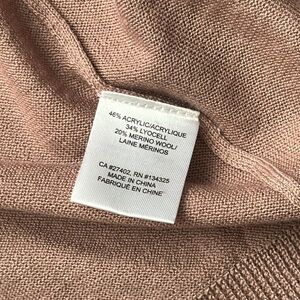 46% ACRYLIC/ACRYLIQUE
34% LYOCELL
20% MERINO WOOL/
LAINE MÉRINOS
CA #27402, RN #134325
MADE IN CHINA
FABRIQUÉ EN CHINE